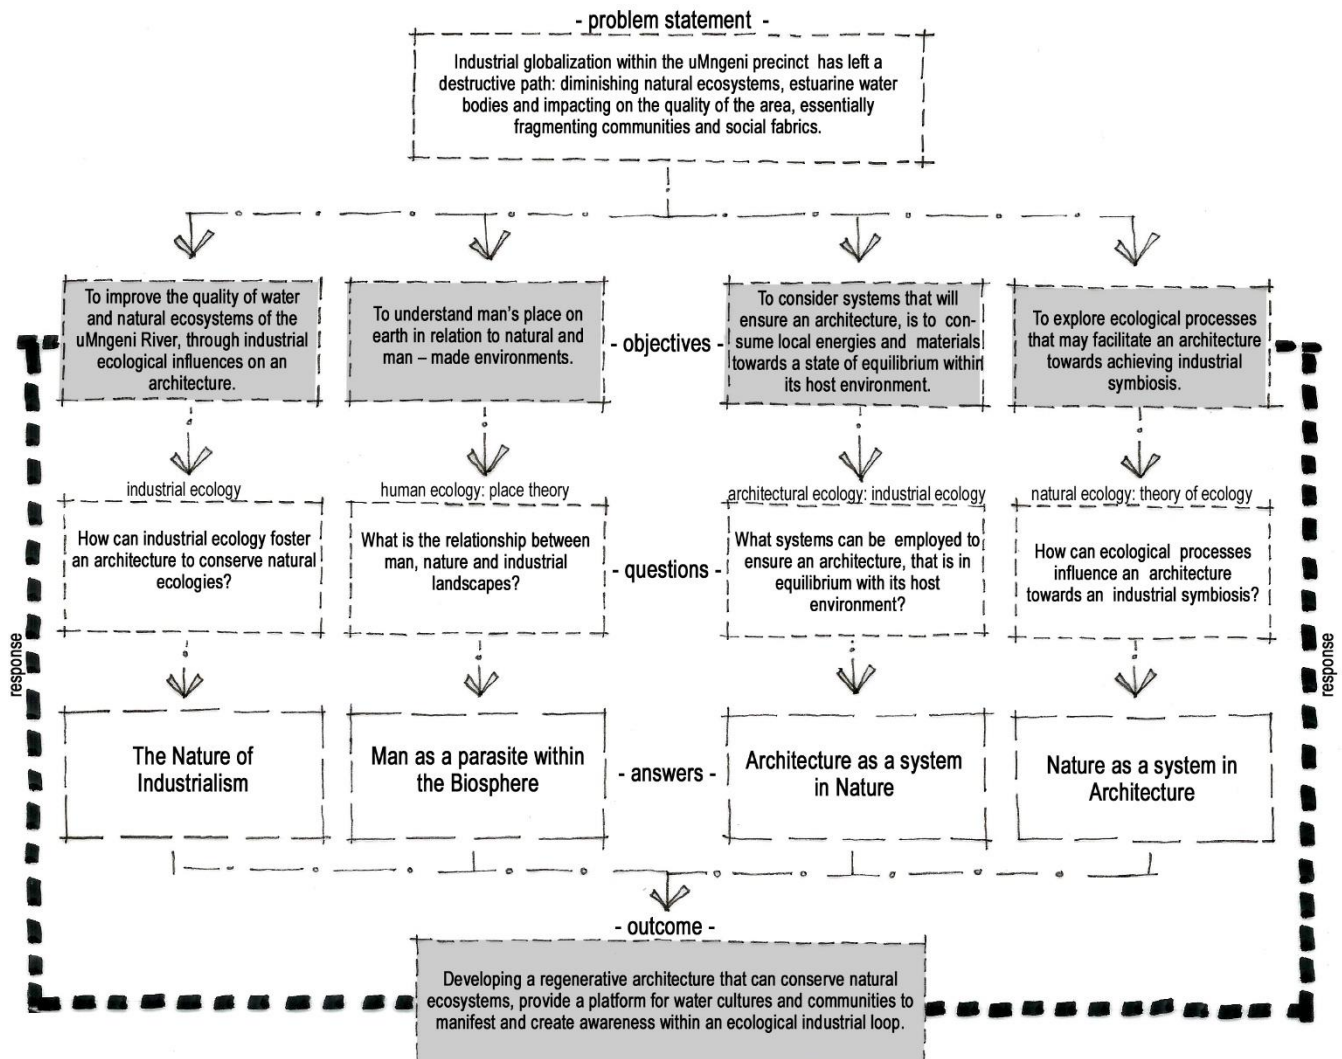 - problem statement -
Industrial globalization within the uMngeni precinct has left a
destructive path: diminishing natural ecosystems, estuarine water
bodies and impacting on the quality of the area, essentially
fragmenting communities and social fabrics.
To improve the quality of water
and natural ecosystems of the
uMngeni River, through industrial
ecological influences on an
architecture.
To understand man's place on
earth in relation to natural and
man – made environments.
- objectives -
To consider systems that will
ensure an architecture, is to con-
sume local energies and materials
towards a state of equilibrium within
its host environment.
To explore ecological processes
that may facilitate an architecture
towards achieving industrial
symbiosis.
industrial ecology
How can industrial ecology foster
an architecture to conserve natural
ecologies?
human ecology: place theory
What is the relationship between
man, nature and industrial
landscapes?
- questions -
architectural ecology: industrial ecology
What systems can be employed to
ensure an architecture, that is in
equilibrium with its host
environment?
natural ecology: theory of ecology
How can ecological processes
influence an architecture
towards an industrial symbiosis?
response
response
The Nature of
Industrialism
Man as a parasite within
the Biosphere
- answers -
Architecture as a system
in Nature
Nature as a system in
Architecture
- outcome -
Developing a regenerative architecture that can conserve natural
ecosystems, provide a platform for water cultures and communities to
manifest and create awareness within an ecological industrial loop.